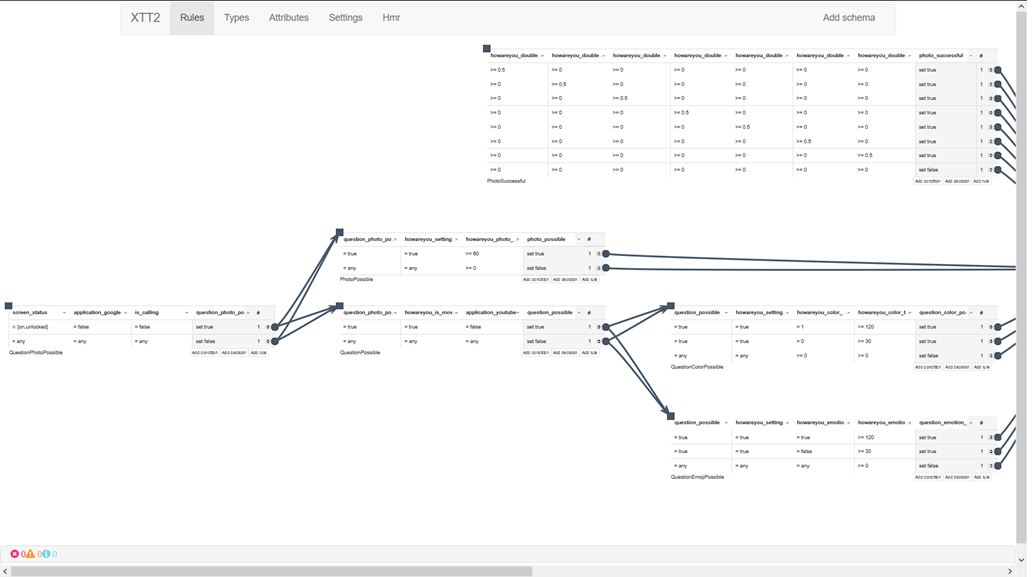 XTT2 Rules Types Attributes Settings Hmr Add schema
howareyou_double.. howareyou_double.. howareyou_double.. howareyou_double.. howareyou_double.. howareyou_double.. howareyou_double.. photo_successful #
>= 0.5 >= 0 >= 0 >= 0 >= 0 >= 0 >= 0 set true 1
>= 0 >= 0.5 >= 0 >= 0 >= 0 >= 0 >= 0 set true 1
>= 0 >= 0 >= 0.5 >= 0 >= 0 >= 0 >= 0 set true 1
>= 0 >= 0 >= 0 >= 0.5 >= 0 >= 0 >= 0 set true 1
>= 0 >= 0 >= 0 >= 0 >= 0.5 >= 0 >= 0 set true 1
>= 0 >= 0 >= 0 >= 0 >= 0 >= 0.5 >= 0 set true 1
>= 0 >= 0 >= 0 >= 0 >= 0 >= 0 >= 0.5 set true 1
>= 0 >= 0 >= 0 >= 0 >= 0 >= 0 >= 0 set false 1
PhotoSuccessful Add condition Add decision Add rule
question_photo_po.. howareyou_setting.. howareyou_photo_.. photo_possible #
= true = true >= 60 set true 1
= any = any >= 0 set false 1
PhotoPossible Add condition Add decision Add rule
screen_status application_google.. is_calling question_photo_po.. #
∈ [on,unlocked] = false = false set true 1
= any = any = any set false 1
QuestionPhotoPossible Add condition Add decision Add rule
question_photo_po.. howareyou_is_mov.. application_youtube.. question_possible #
= true = true = false set true 1
= any = any = any set false 1
QuestionPossible Add condition Add decision Add rule
question_possible howareyou_setting.. howareyou_color_.. howareyou_color_t.. question_color_po.. #
= true = true = 1 >= 120 set true 1
= true = true = 0 >= 30 set true 1
= any = any >= 0 >= 0 set false 1
QuestionColorPossible Add condition Add decision Add rule
question_possible howareyou_setting.. howareyou_emotio.. howareyou_emotio.. question_emotion_.. #
= true = true = true >= 120 set true 1
= true = true = false >= 30 set true 1
= any = any = any >= 0 set false 1
QuestionEmojiPossible Add condition Add decision Add rule
0 0 0